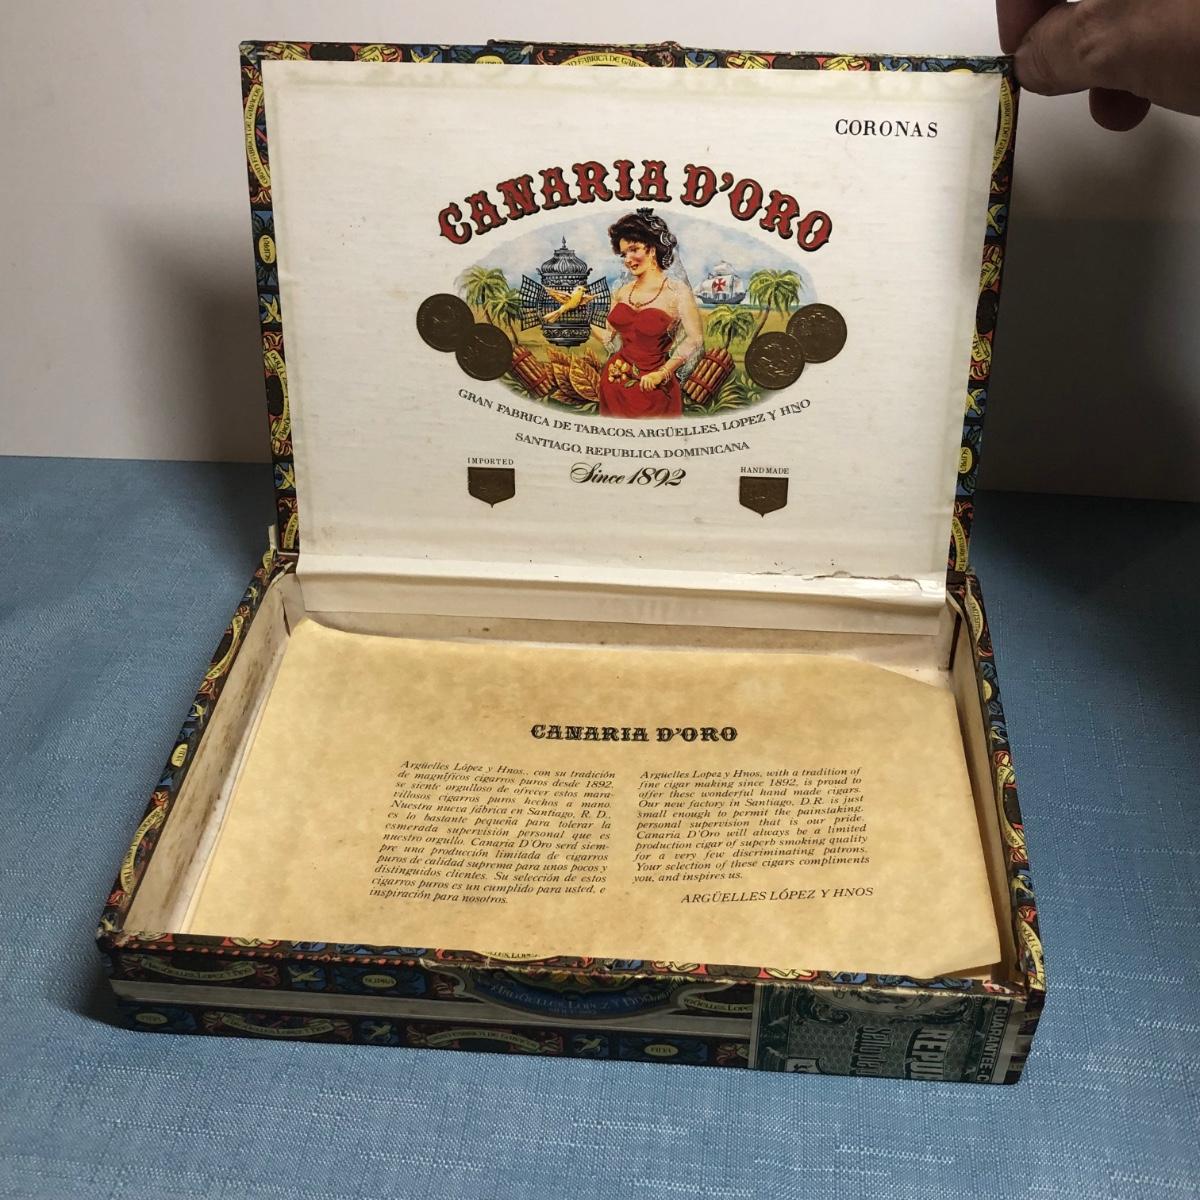 CORONAS
CANARIA D'ORO
GRAN FABRICA DE TABACOS, ARGÜELLES, LOPEZ Y HNO
SANTIAGO, REPUBLICA DOMINICANA
IMPORTED
Since 1892
HANDMADE
CANARIA D'ORO
Argüelles López y Hnos., con su tradición
de magníficos cigarros puros desde 1892,
se siente orgulloso de ofrecer estos mara-
villosos cigarros puros hechos a mano.
Nuestra nueva fábrica en Santiago, R. D.,
es lo bastante pequeña para tolerar la
esmerada supervisión personal que es
nuestro orgullo. Canaria D'Oro será siem-
pre una producción limitada de cigarros
puros de calidad suprema para unos pocos y
distinguidos clientes. Su selección de estos
cigarros puros es un cumplido para usted, e
inspiración para nosotros.
Argüelles Lopez y Hnos, with a tradition of
fine cigar making since 1892, is proud to
offer these wonderful hand made cigars.
Our new factory in Santiago, D.R. is just
small enough to permit the painstaking,
personal supervision that is our pride.
Canaria D'Oro will always be a limited
production cigar of superb smoking quality
for a very few discriminating patrons.
Your selection of these cigars compliments
you, and inspires us.
ARGÜELLES LÓPEZ Y HNOS
SUPRA
FINA
GUARANTEE